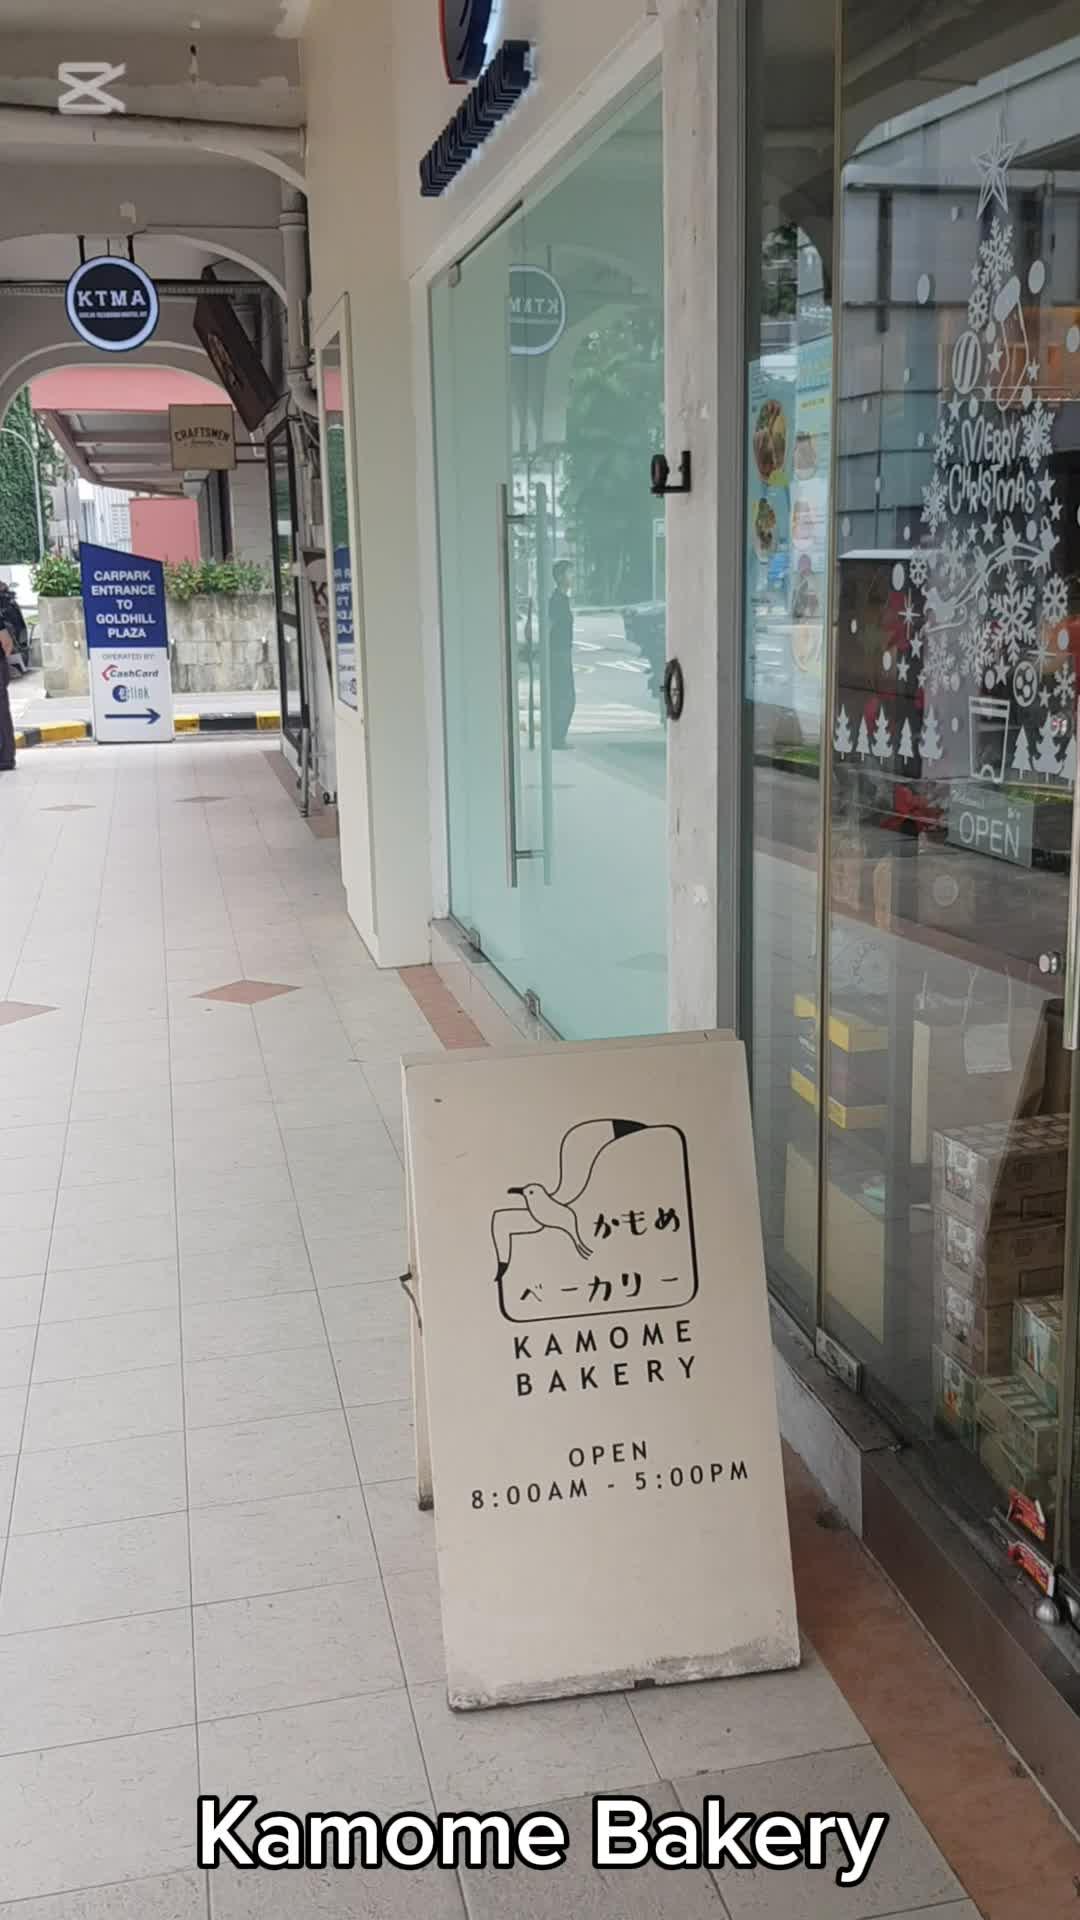 KTMA
CRAFTSMEN
CARPARK
ENTRANCE
TO
GOLDHILL
PLAZA
OPERATED BY:
CashCard
ezlink
MERRY
CHRISTMAS
OPEN
かもめ
ベーカリー
KAMOME
BAKERY
OPEN
8:00AM - 5:00PM
Kamome Bakery